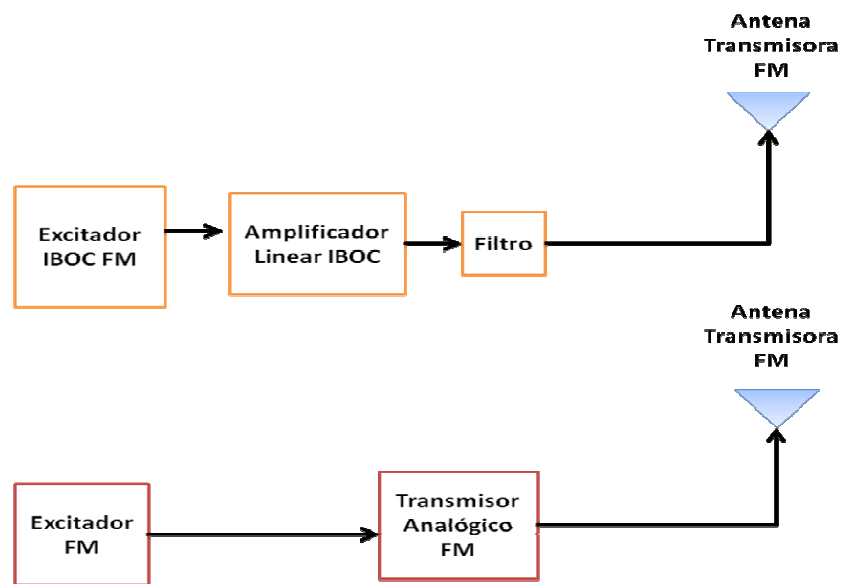 Antena
Transmisora
FM
Excitador
IBOC FM
Amplificador
Linear IBOC
Filtro
Antena
Transmisora
FM
Excitador
FM
Transmisor
Analógico
FM